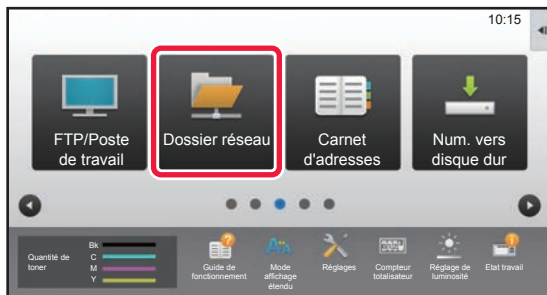 10:15
FTP/Poste
de travail
Dossier réseau
Carnet
d'adresses
Num. vers
disque dur
Quantité de
toner
Bk
C
M
Y
Guide de
fonctionnement
Mode
affichage
étendu
Réglages
Compteur
totalisateur
Réglage de
luminosité
Etat travail